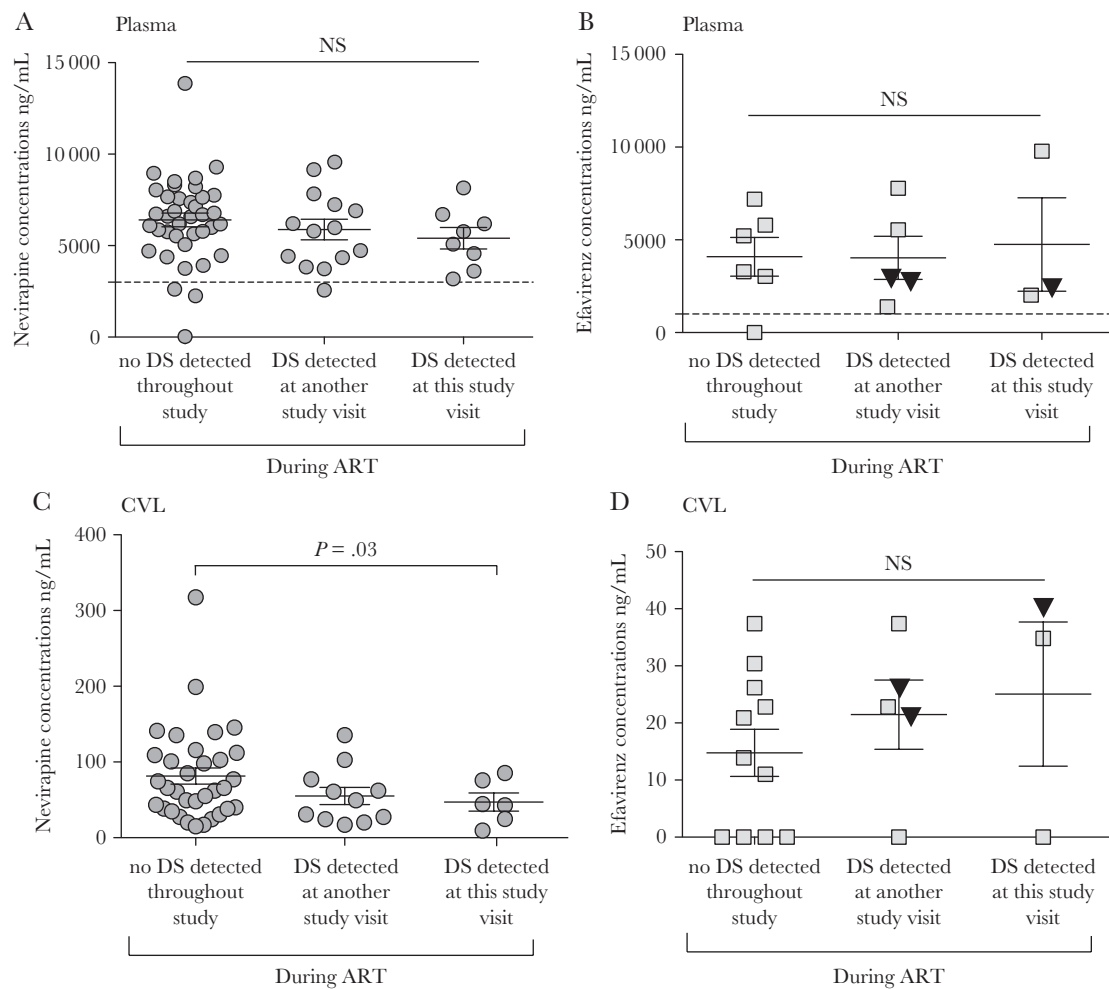 A
Plasma
Nevirapine concentrations ng/mL
15 000
10 000
5000
0
NS
no DS detected
throughout
study
DS detected
at another
study visit
DS detected
at this study
visit
During ART
B
Plasma
Efavirenz concentrations ng/mL
15 000
10 000
5000
0
NS
no DS detected
throughout
study
DS detected
at another
study visit
DS detected
at this study
visit
During ART
C
CVL
Nevirapine concentrations ng/mL
400
300
200
100
0
P = .03
no DS detected
throughout
study
DS detected
at another
study visit
DS detected
at this study
visit
During ART
D
CVL
Efavirenz concentrations ng/mL
50
40
30
20
10
0
NS
no DS detected
throughout
study
DS detected
at another
study visit
DS detected
at this study
visit
During ART